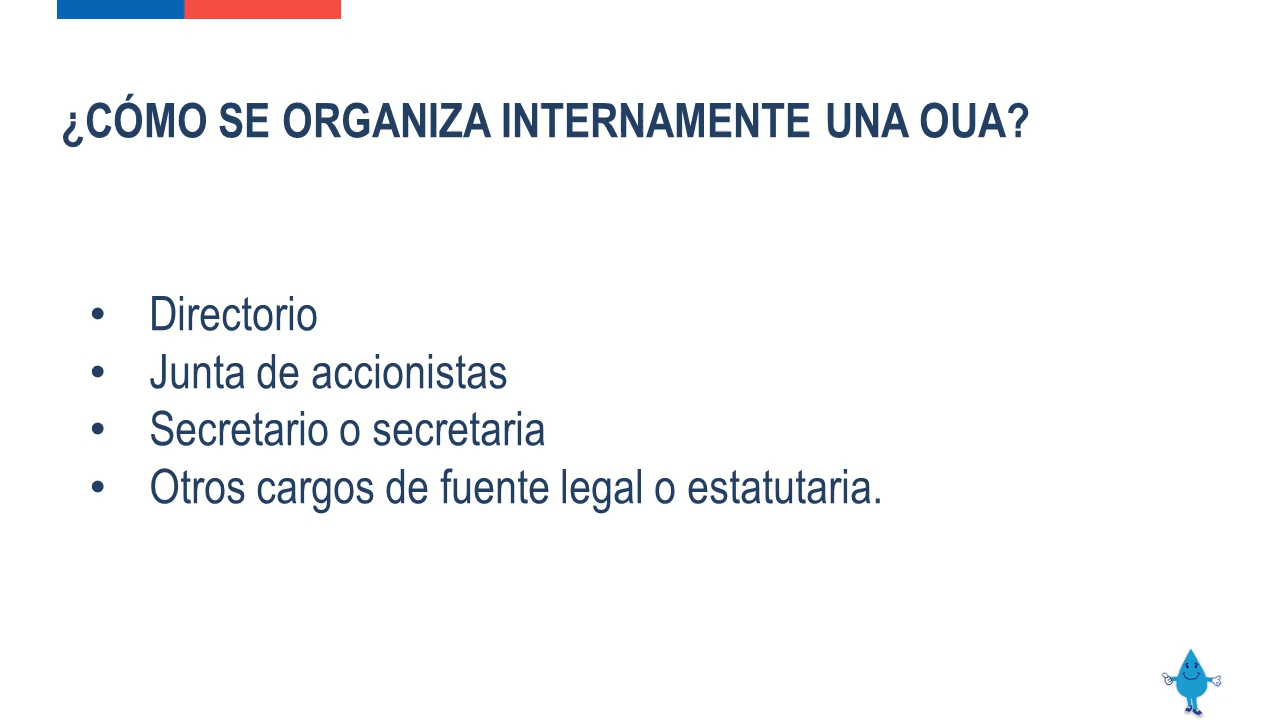 ¿CÓMO SE ORGANIZA INTERNAMENTE UNA OUA?
• Directorio
• Junta de accionistas
• Secretario o secretaria
• Otros cargos de fuente legal o estatutaria.